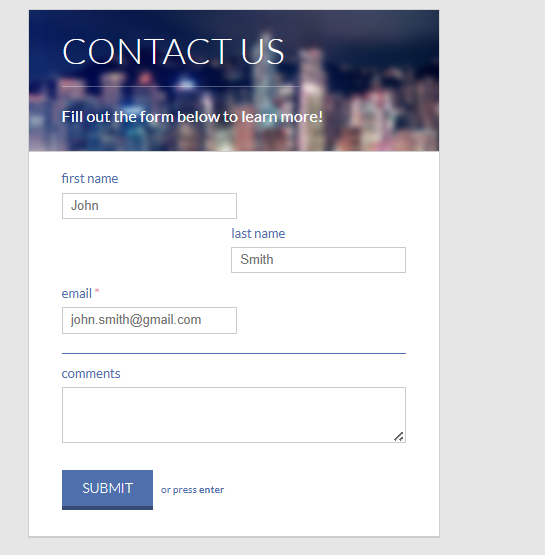 CONTACT US
Fill out the form below to learn more!
first name
John
last name
Smith
email *
john.smith@gmail.com
comments
SUBMIT or press enter